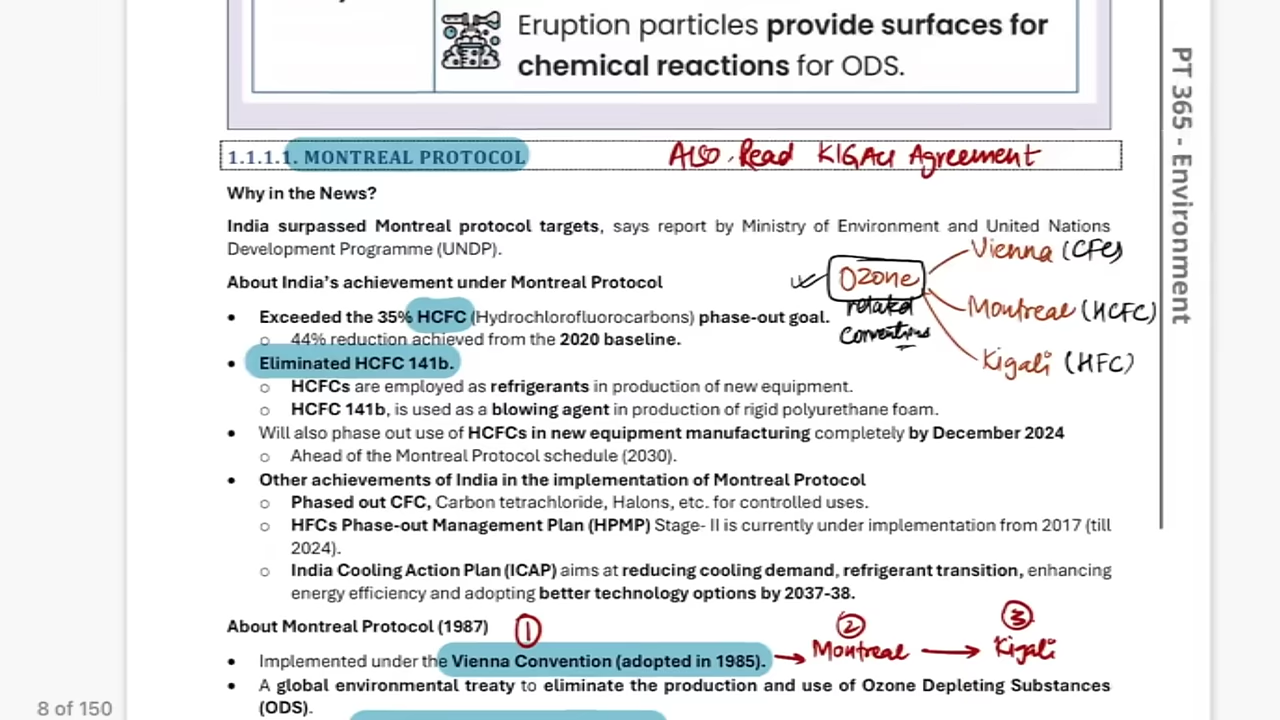 Eruption particles provide surfaces for
chemical reactions for ODS.
PT 365 - Environment
1.1.1.1. MONTREAL PROTOCOL
Also Read KIGALI Agreement
Why in the News?
India surpassed Montreal protocol targets, says report by Ministry of Environment and United Nations
Development Programme (UNDP).
Vienna (CFC)
About India's achievement under Montreal Protocol
Ozone
related
Conventions
Montreal (HCFC)
Kigali (HFC)
• Exceeded the 35% HCFC (Hydrochlorofluorocarbons) phase-out goal.
o 44% reduction achieved from the 2020 baseline.
• Eliminated HCFC 141b.
o HCFCs are employed as refrigerants in production of new equipment.
o HCFC 141b, is used as a blowing agent in production of rigid polyurethane foam.
• Will also phase out use of HCFCs in new equipment manufacturing completely by December 2024
o Ahead of the Montreal Protocol schedule (2030).
• Other achievements of India in the implementation of Montreal Protocol
o Phased out CFC, Carbon tetrachloride, Halons, etc. for controlled uses.
o HFCs Phase-out Management Plan (HPMP) Stage- II is currently under implementation from 2017 (till
2024).
o India Cooling Action Plan (ICAP) aims at reducing cooling demand, refrigerant transition, enhancing
energy efficiency and adopting better technology options by 2037-38.
About Montreal Protocol (1987)
① ② ③
• Implemented under the Vienna Convention (adopted in 1985). → Montreal → Kigali
• A global environmental treaty to eliminate the production and use of Ozone Depleting Substances
(ODS).
8 of 150